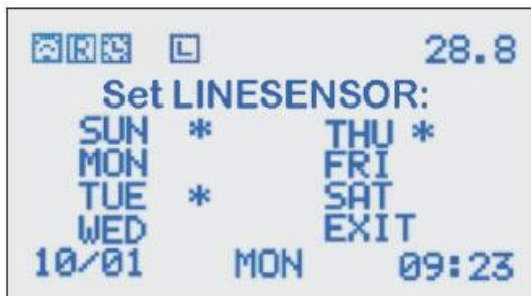 R L 28.8
Set LINESENSOR:
SUN * THU *
MON FRI
TUE * SAT
WED EXIT
10/01 MON 09:23